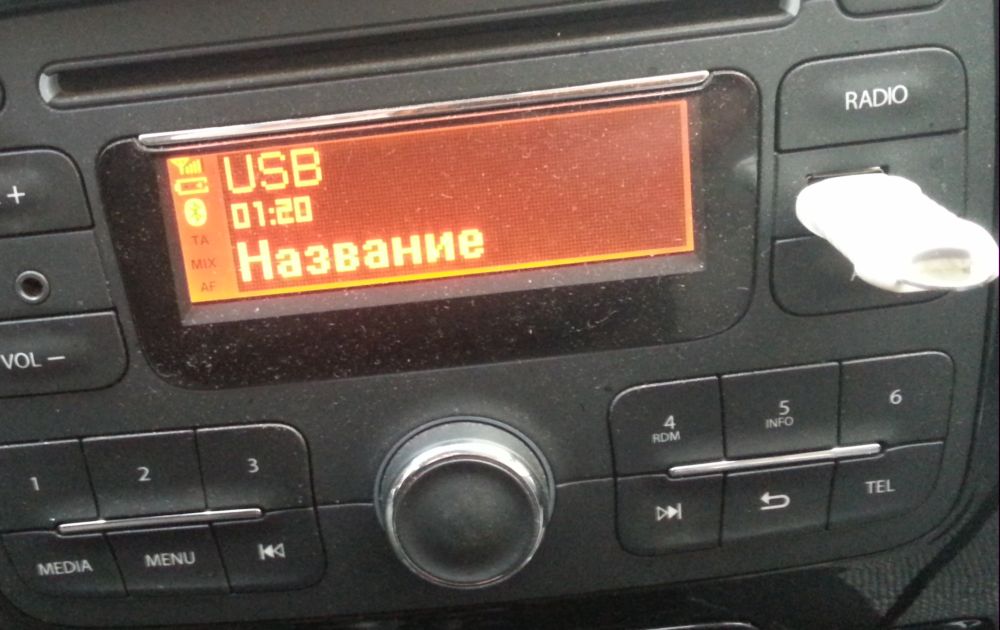 RADIO
+
USB
01:20
Название
TA
MIX
AF
VOL −
1
2
3
4
RDM
5
INFO
6
MEDIA
MENU
TEL